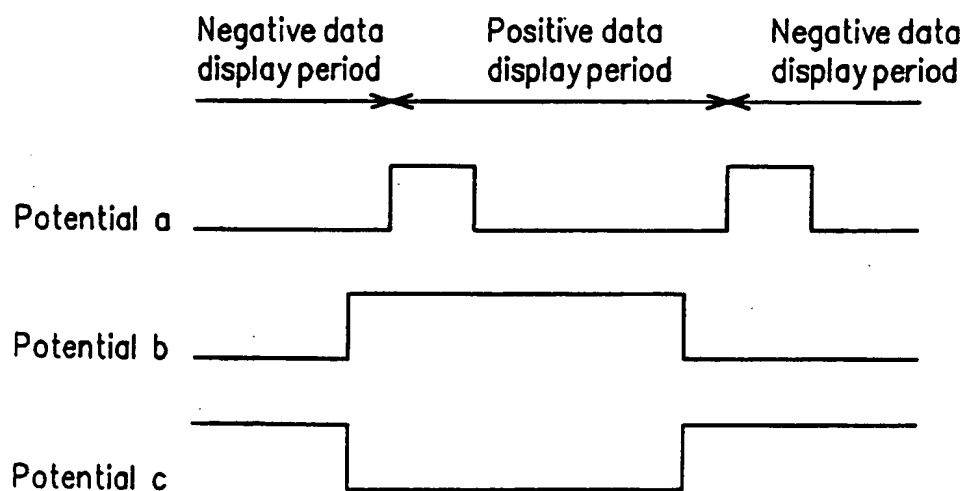 Negative data
display period
Positive data
display period
Negative data
display period
Potential a
Potential b
Potential c